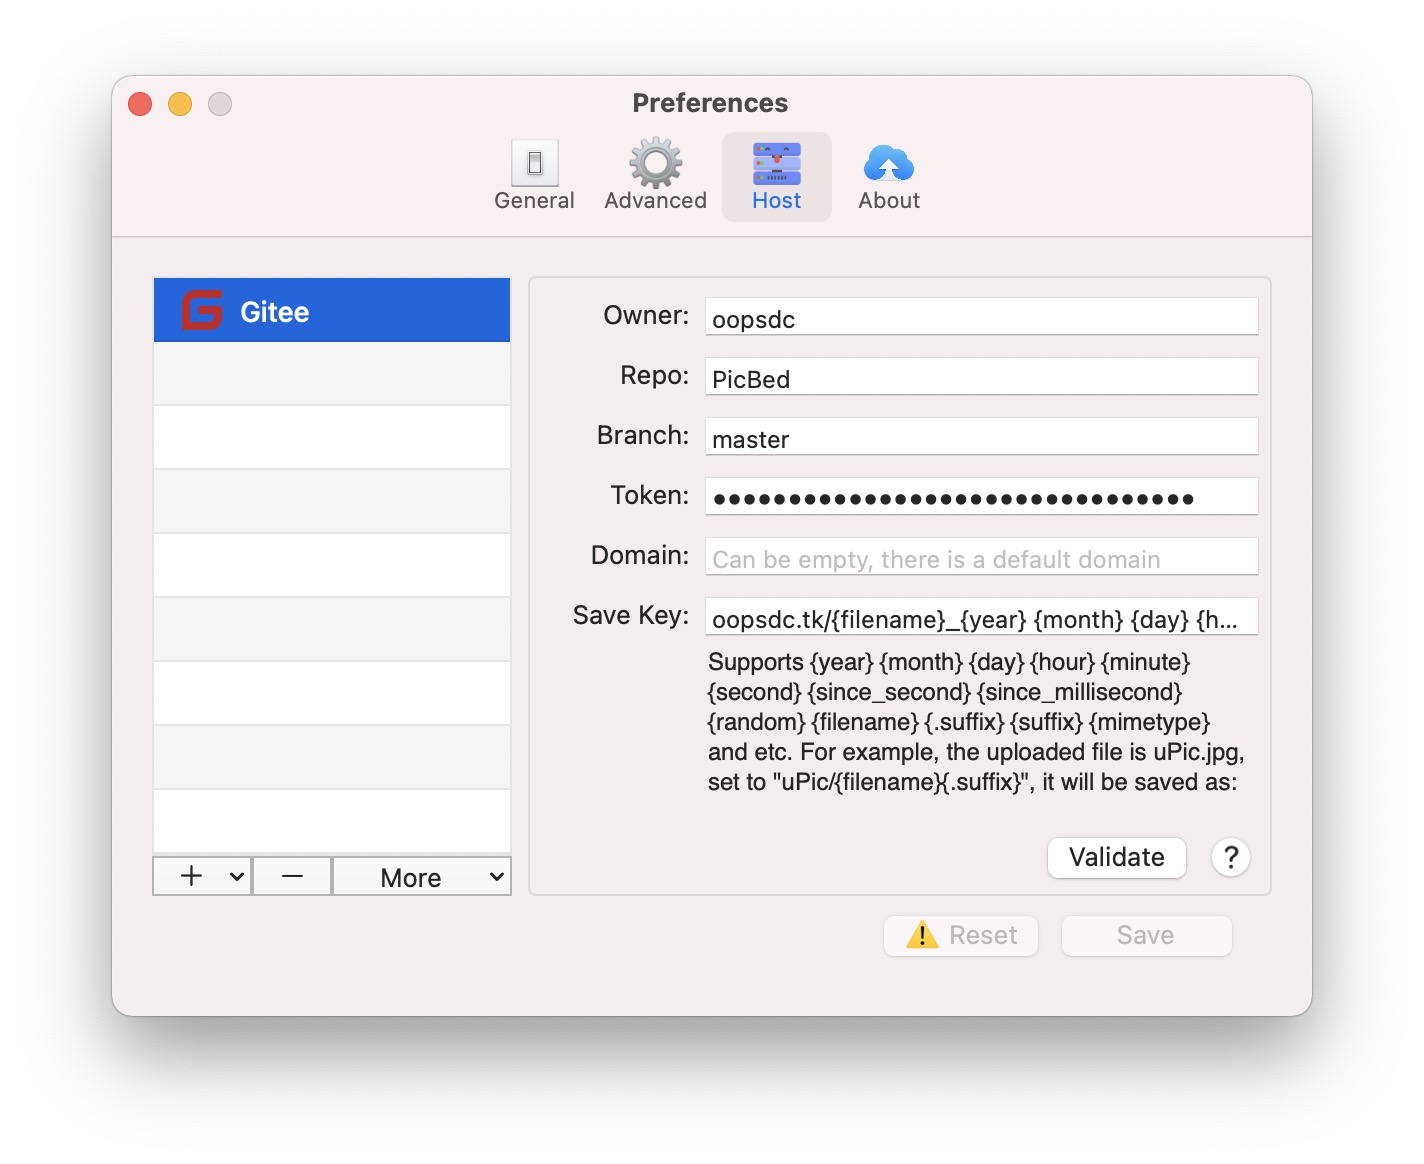 Preferences
General
Advanced
Host
About
Gitee
Owner:
oopsdc
Repo:
PicBed
Branch:
master
Token:
••••••••••••••••••••••••••••••••
Domain:
Can be empty, there is a default domain
Save Key:
oopsdc.tk/{filename}_{year} {month} {day} {h...
Supports {year} {month} {day} {hour} {minute}
{second} {since_second} {since_millisecond}
{random} {filename} {.suffix} {suffix} {mimetype}
and etc. For example, the uploaded file is uPic.jpg,
set to "uPic/{filename}{.suffix}", it will be saved as:
Validate
?
More
Reset
Save